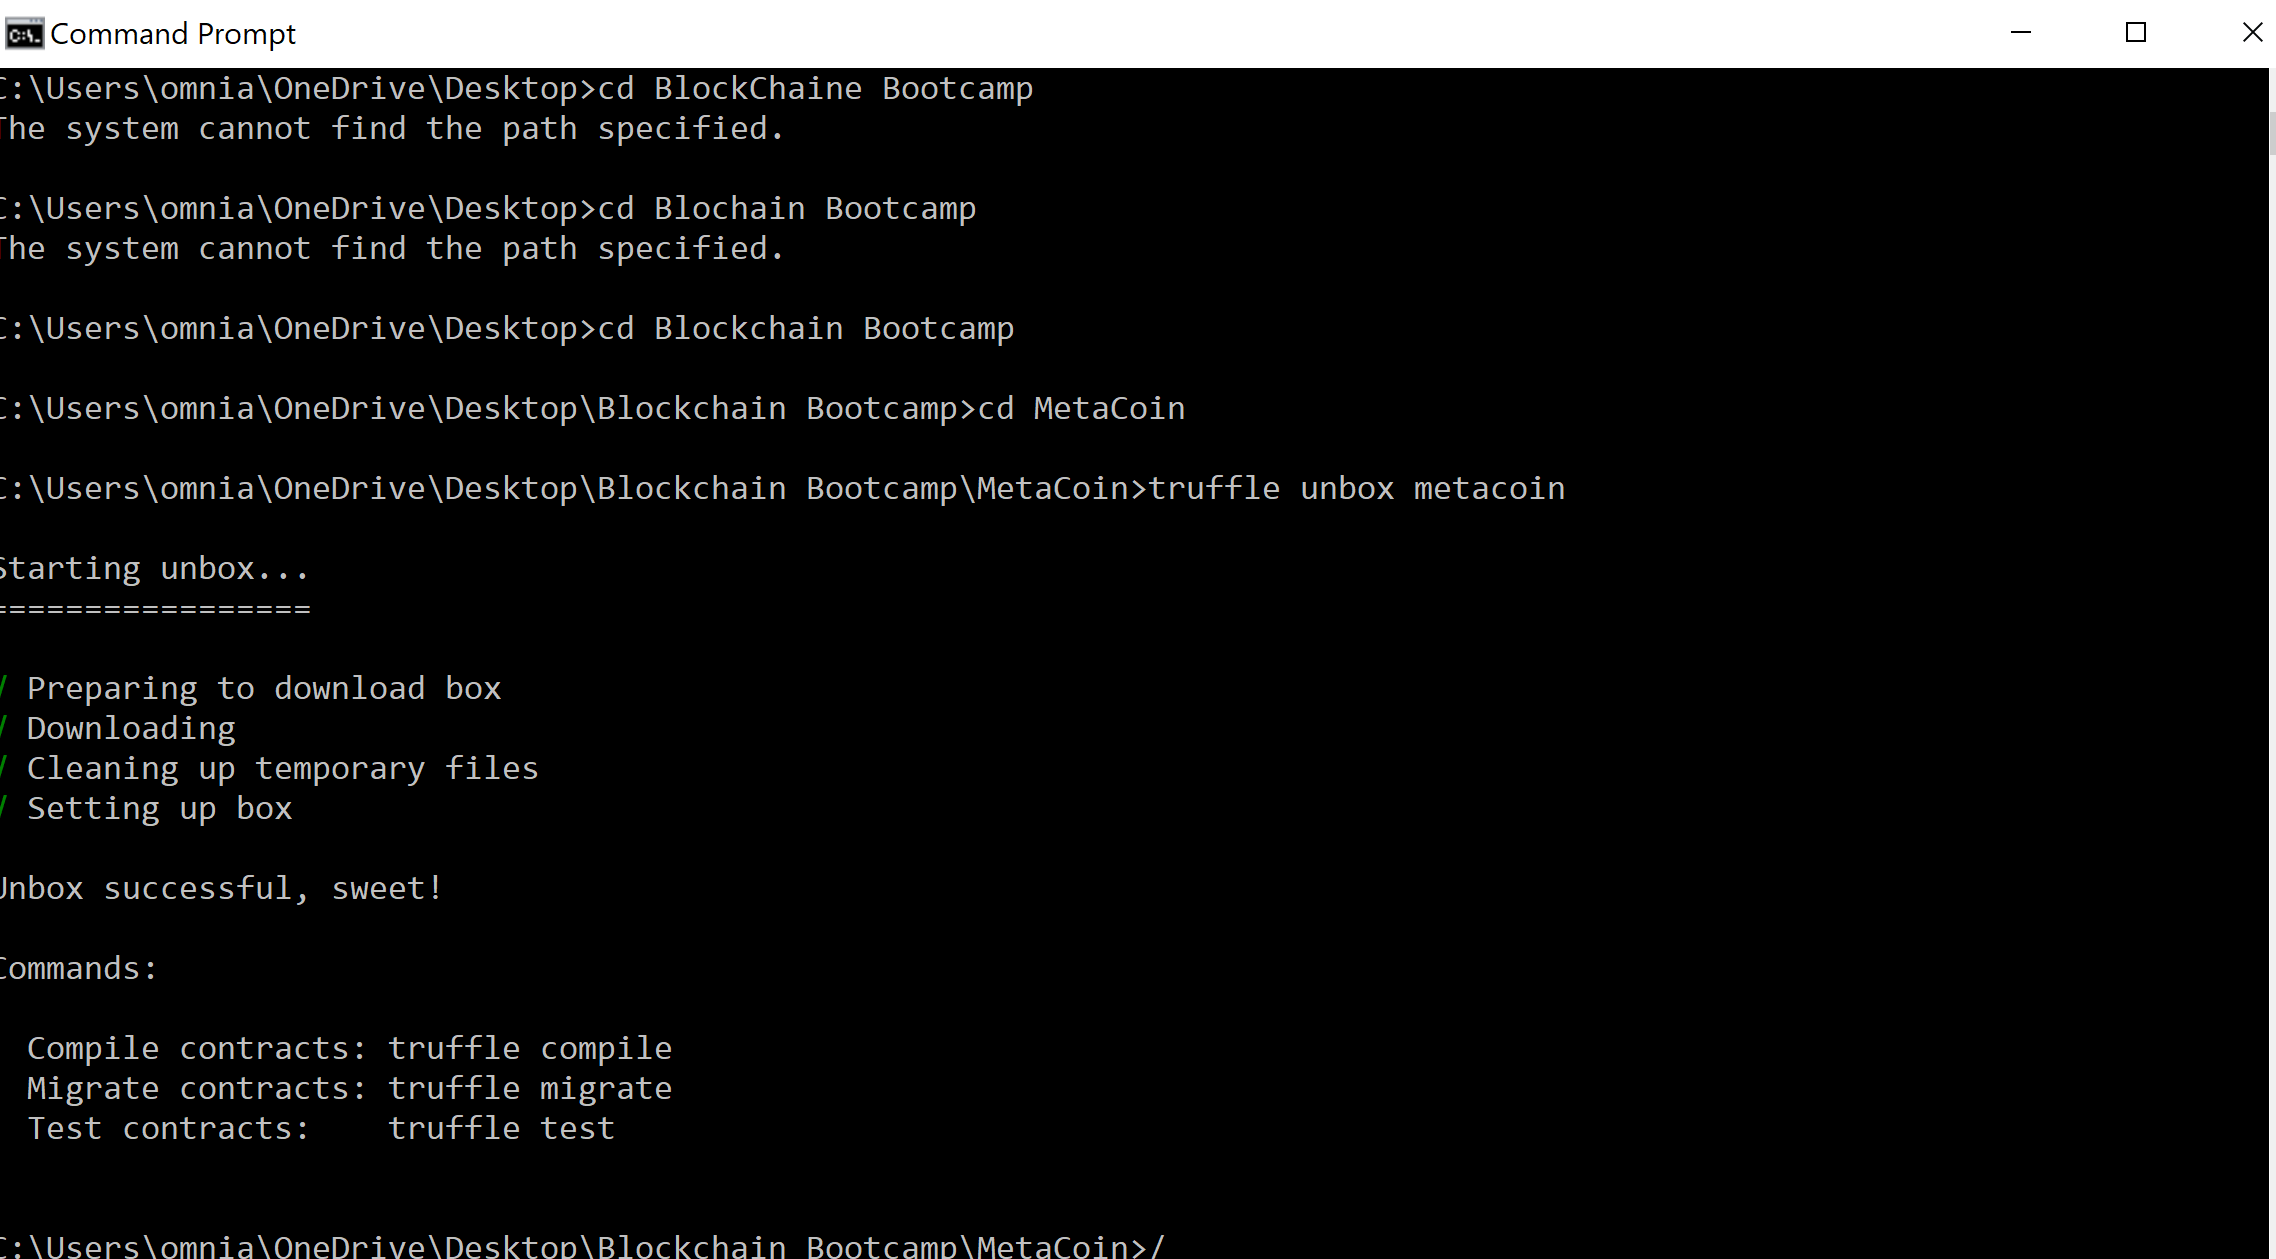 Command Prompt
C:\Users\omnia\OneDrive\Desktop>cd BlockChaine Bootcamp
The system cannot find the path specified.
C:\Users\omnia\OneDrive\Desktop>cd Blochain Bootcamp
The system cannot find the path specified.
C:\Users\omnia\OneDrive\Desktop>cd Blockchain Bootcamp
C:\Users\omnia\OneDrive\Desktop\Blockchain Bootcamp>cd MetaCoin
C:\Users\omnia\OneDrive\Desktop\Blockchain Bootcamp\MetaCoin>truffle unbox metacoin
Starting unbox...
=================
√ Preparing to download box
√ Downloading
√ Cleaning up temporary files
√ Setting up box
Unbox successful, sweet!
Commands:
Compile contracts: truffle compile
Migrate contracts: truffle migrate
Test contracts:    truffle test
C:\Users\omnia\OneDrive\Desktop\Blockchain Bootcamp\MetaCoin>/